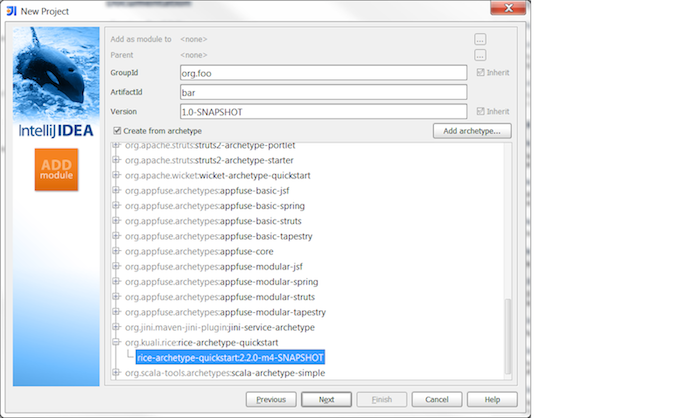 New Project
Add as module to <none>
Parent <none>
GroupId org.foo Inherit
ArtifactId bar
Version 1.0-SNAPSHOT Inherit
IntelliJIDEA
Create from archetype Add archetype...
ADD
module
org.apache.struts:struts2-archetype-portlet
org.apache.struts:struts2-archetype-starter
org.apache.wicket:wicket-archetype-quickstart
org.appfuse.archetypes:appfuse-basic-jsf
org.appfuse.archetypes:appfuse-basic-spring
org.appfuse.archetypes:appfuse-basic-struts
org.appfuse.archetypes:appfuse-basic-tapestry
org.appfuse.archetypes:appfuse-core
org.appfuse.archetypes:appfuse-modular-jsf
org.appfuse.archetypes:appfuse-modular-spring
org.appfuse.archetypes:appfuse-modular-struts
org.appfuse.archetypes:appfuse-modular-tapestry
org.jini.maven-jini-plugin:jini-service-archetype
org.kuali.rice:rice-archetype-quickstart
rice-archetype-quickstart:2.2.0-m4-SNAPSHOT
org.scala-tools.archetypes:scala-archetype-simple
Previous Next Finish Cancel Help